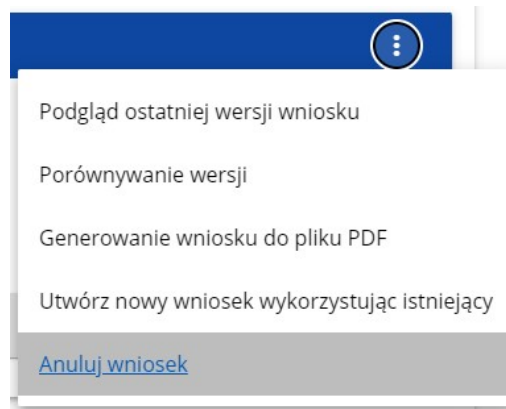 Podgląd ostatniej wersji wniosku
Porównywanie wersji
Generowanie wniosku do pliku PDF
Utwórz nowy wniosek wykorzystując istniejący
Anuluj wniosek